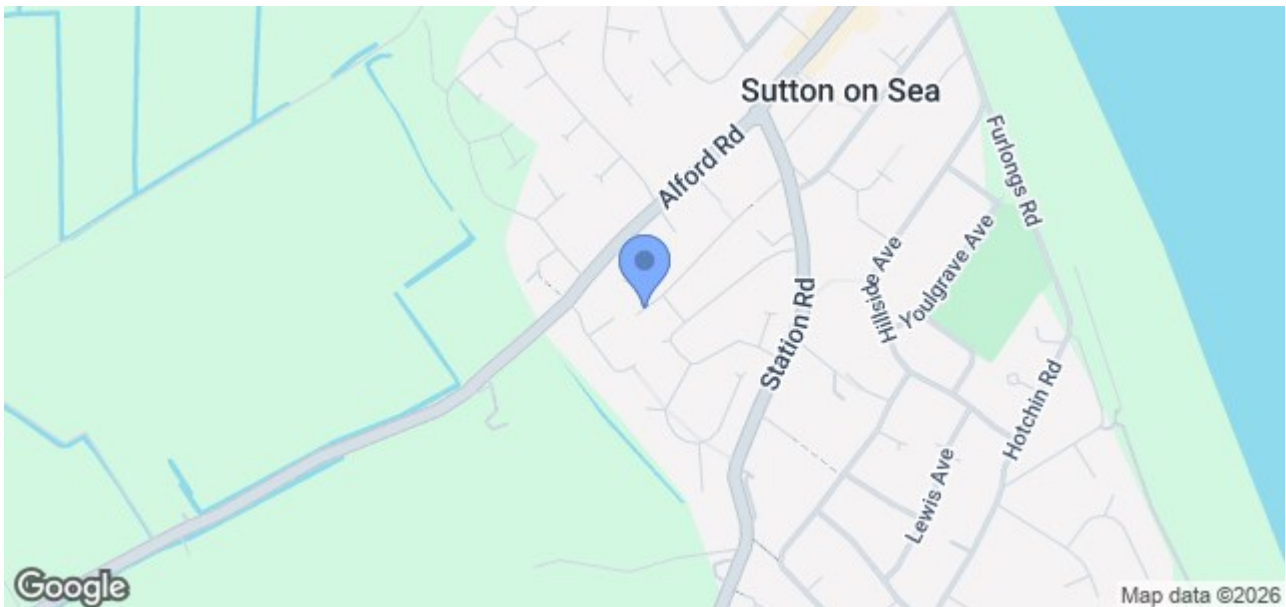 Sutton on Sea
Alford Rd
Furlongs Rd
Hillside Ave
Youlgrave Ave
Station Rd
Hotchin Rd
Lewis Ave
Google
Map data ©2026